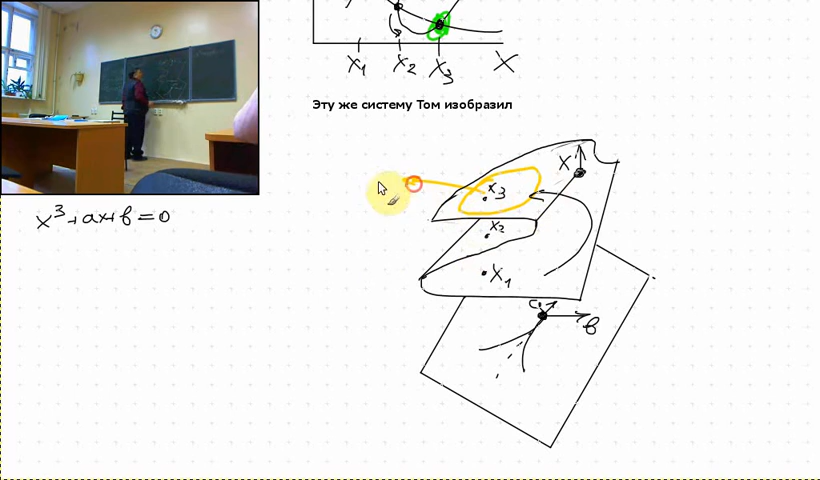 x₁ x₂ x₃ X
Эту же систему Том изобразил
x³+ax+в=0
X
x₃
x₂
x₁
в